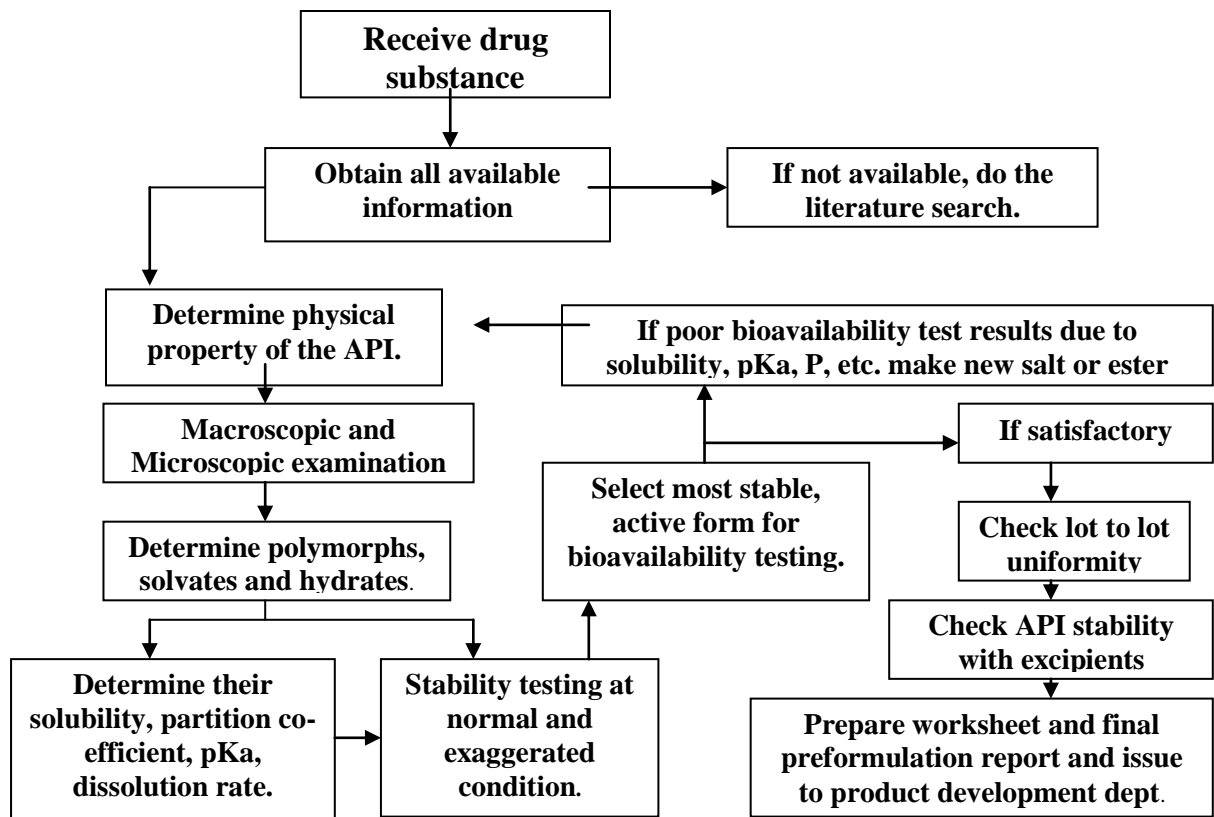 Receive drug
substance
Obtain all available
information
If not available, do the
literature search.
Determine physical
property of the API.
If poor bioavailability test results due to
solubility, pKa, P, etc. make new salt or ester
Macroscopic and
Microscopic examination
If satisfactory
Select most stable,
active form for
bioavailability testing.
Check lot to lot
uniformity
Determine polymorphs,
solvates and hydrates.
Check API stability
with excipients
Determine their
solubility, partition co-
efficient, pKa,
dissolution rate.
Stability testing at
normal and
exaggerated
condition.
Prepare worksheet and final
preformulation report and issue
to product development dept.